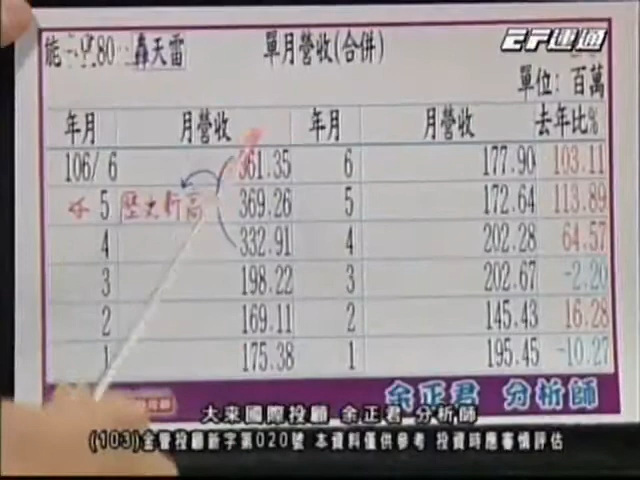 轟天雷 單月營收(合併) EF建通
單位: 百萬
年月 月營收 年月 月營收 去年比%
106/ 6 361.35 6 177.90 103.11
5 歷史新高 369.26 5 172.64 113.89
4 332.91 4 202.28 64.57
3 198.22 3 202.67 -2.20
2 169.11 2 145.43 16.28
1 175.38 1 195.45 -10.27
余正君 分析師
大來國際投顧 余正君 分析師
(103)金管投顧新字第020號 本資料僅供參考 投資時應審慎評估